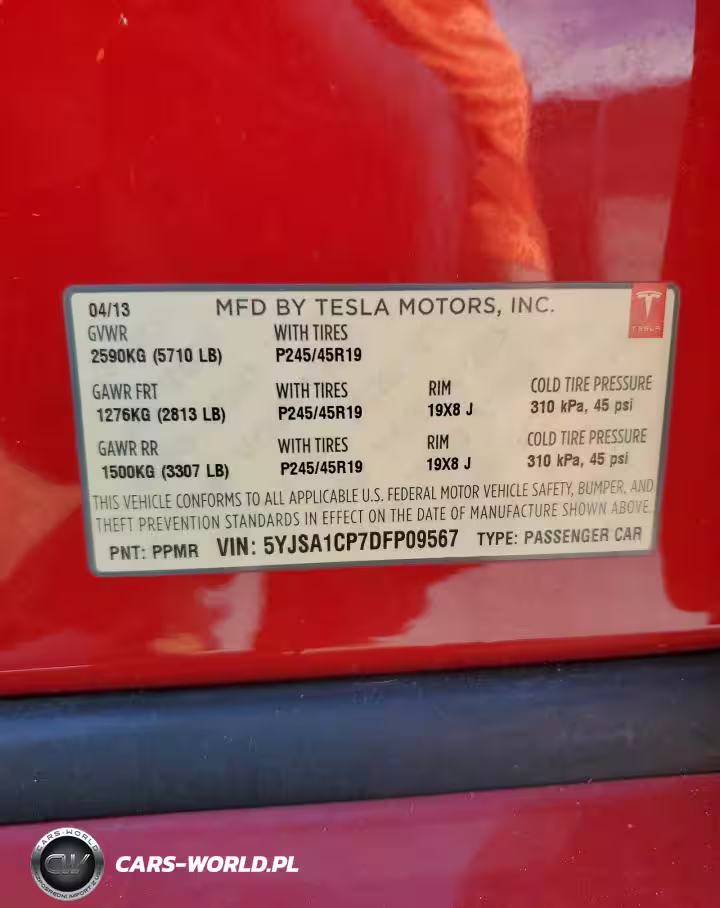 04/13 MFD BY TESLA MOTORS, INC.
TESLA
GVWR WITH TIRES
2590KG (5710 LB) P245/45R19
GAWR FRT WITH TIRES RIM COLD TIRE PRESSURE
1276KG (2813 LB) P245/45R19 19X8 J 310 kPa, 45 psi
GAWR RR WITH TIRES RIM COLD TIRE PRESSURE
1500KG (3307 LB) P245/45R19 19X8 J 310 kPa, 45 psi
THIS VEHICLE CONFORMS TO ALL APPLICABLE U.S. FEDERAL MOTOR VEHICLE SAFETY, BUMPER, AND
THEFT PREVENTION STANDARDS IN EFFECT ON THE DATE OF MANUFACTURE SHOWN ABOVE.
PNT: PPMR VIN: 5YJSA1CP7DFP09567 TYPE: PASSENGER CAR
CARS-WORLD
CW
CARS-WORLD.PL